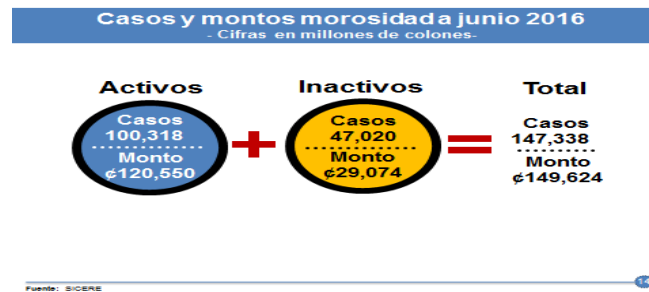 Casos y montos morosidad a junio 2016
- Cifras en millones de colones-
Activos
Casos
100,318
Monto
¢120,550
Inactivos
Casos
47,020
Monto
¢29,074
Total
Casos
147,338
Monto
¢149,624
Fuente: SICERE
14